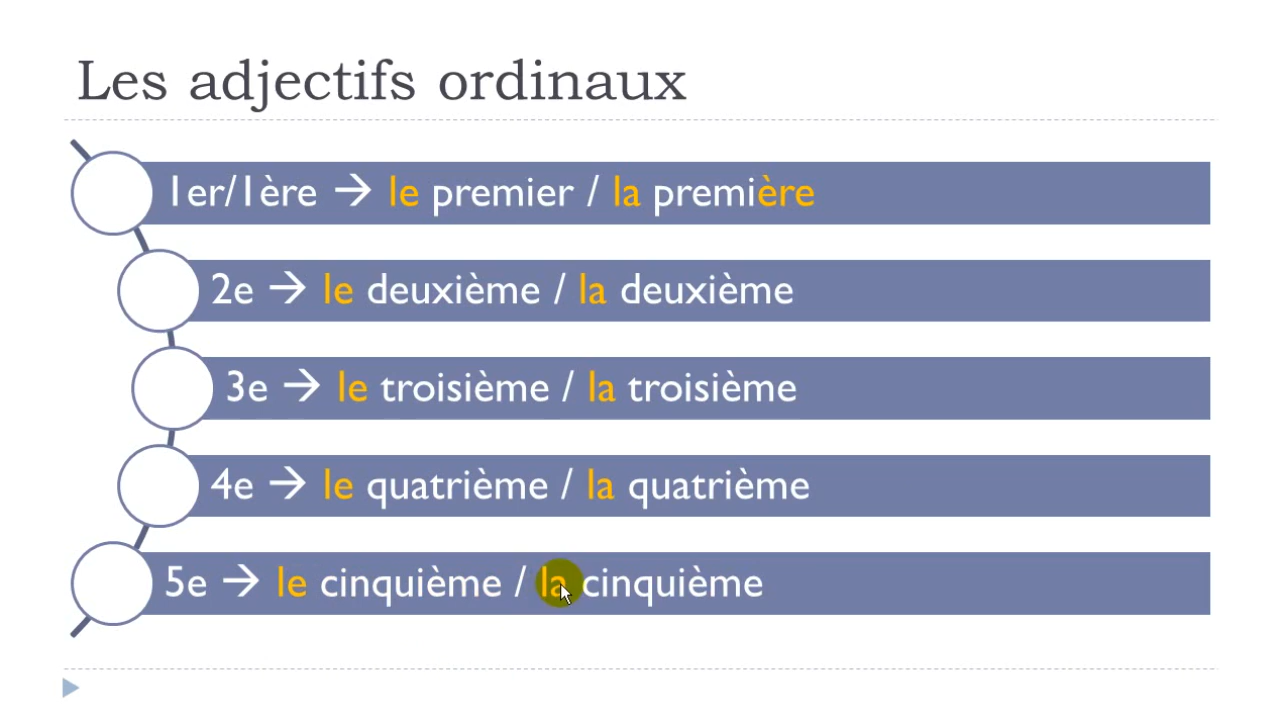 Les adjectifs ordinaux
1er/1ère → le premier / la première
2e → le deuxième / la deuxième
3e → le troisième / la troisième
4e → le quatrième / la quatrième
5e → le cinquième / la cinquième